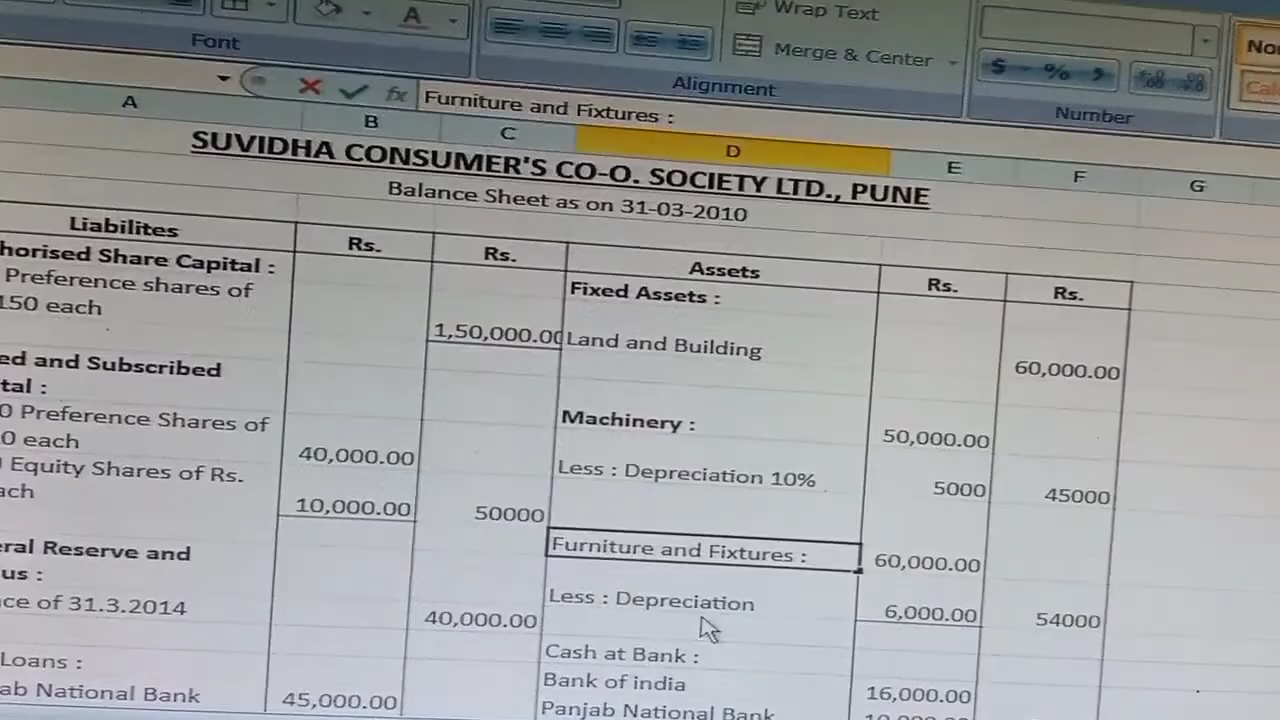 Wrap Text
A
Merge & Center
$ % ,
Font
Alignment
Number
fx Furniture and Fixtures :
A B C D E F G
SUVIDHA CONSUMER'S CO-O. SOCIETY LTD., PUNE
Balance Sheet as on 31-03-2010
Liabilites Rs. Rs. Assets Rs. Rs.
horised Share Capital : Fixed Assets :
Preference shares of
150 each
1,50,000.00 Land and Building 60,000.00
ed and Subscribed
tal : Machinery : 50,000.00
0 Preference Shares of
0 each 40,000.00 Less : Depreciation 10% 5000 45000
Equity Shares of Rs.
ach 10,000.00 50000
Furniture and Fixtures : 60,000.00
eral Reserve and
us : Less : Depreciation 6,000.00 54000
ce of 31.3.2014 40,000.00
Cash at Bank :
Loans : Bank of india 16,000.00
ab National Bank 45,000.00 Panjab National Bank